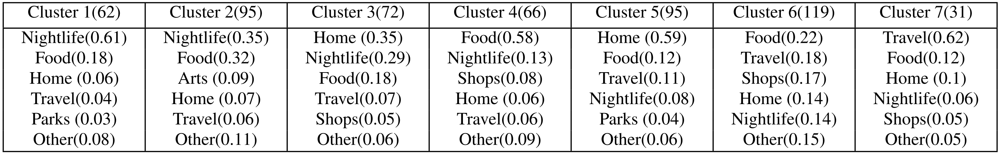 Cluster 1(62) Cluster 2(95) Cluster 3(72) Cluster 4(66) Cluster 5(95) Cluster 6(119) Cluster 7(31)
Nightlife(0.61) Nightlife(0.35) Home (0.35) Food(0.58) Home (0.59) Food(0.22) Travel(0.62)
Food(0.18) Food(0.32) Nightlife(0.29) Nightlife(0.13) Food(0.12) Travel(0.18) Food(0.12)
Home (0.06) Arts (0.09) Food(0.18) Shops(0.08) Travel(0.11) Shops(0.17) Home (0.1)
Travel(0.04) Home (0.07) Travel(0.07) Home (0.06) Nightlife(0.08) Home (0.14) Nightlife(0.06)
Parks (0.03) Travel(0.06) Shops(0.05) Travel(0.06) Parks (0.04) Nightlife(0.14) Shops(0.05)
Other(0.08) Other(0.11) Other(0.06) Other(0.09) Other(0.06) Other(0.15) Other(0.05)